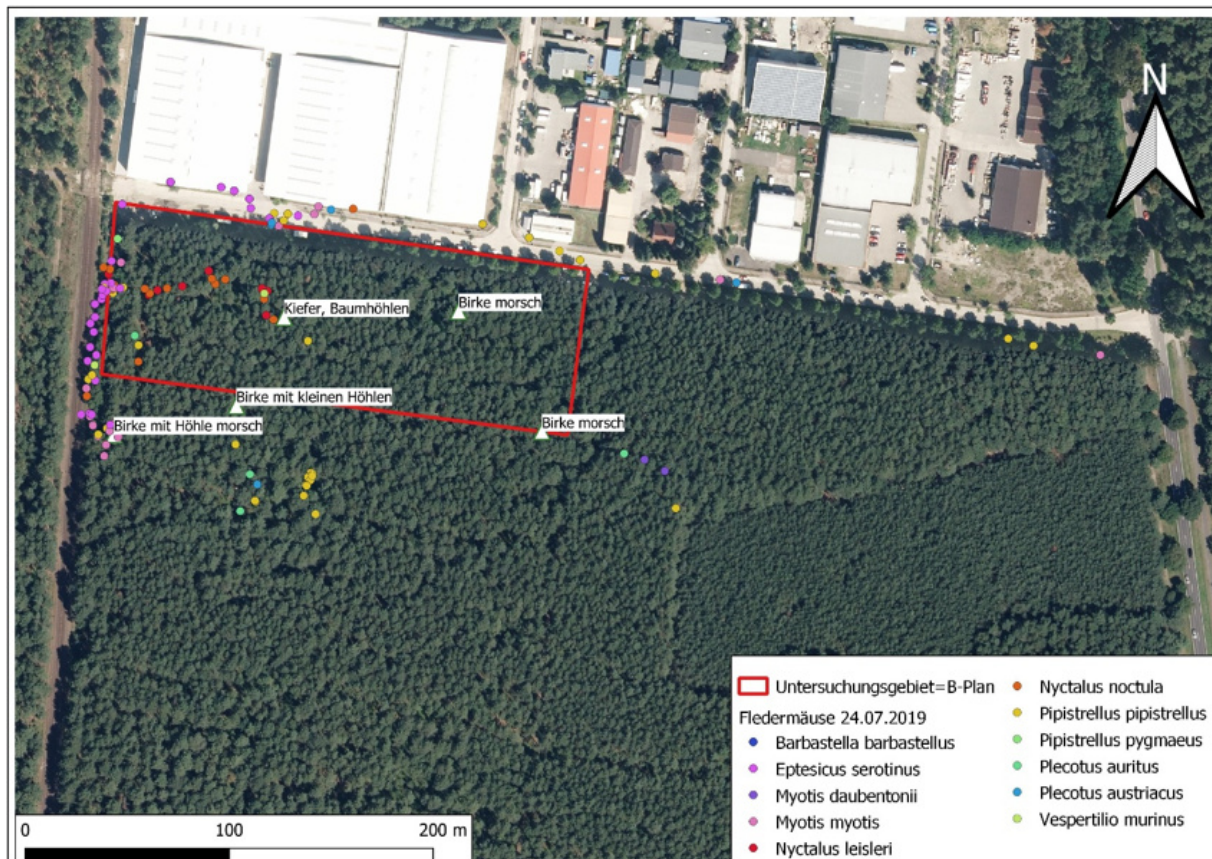 N
Kiefer, Baumhöhlen
Birke morsch
Birke mit kleinen Höhlen
Birke mit Höhle morsch
Birke morsch
Untersuchungsgebiet=B-Plan
Fledermäuse 24.07.2019
Barbastella barbastellus
Eptesicus serotinus
Myotis daubentonii
Myotis myotis
Nyctalus leisleri
Nyctalus noctula
Pipistrellus pipistrellus
Pipistrellus pygmaeus
Plecotus auritus
Plecotus austriacus
Vespertilio murinus
0 100 200 m